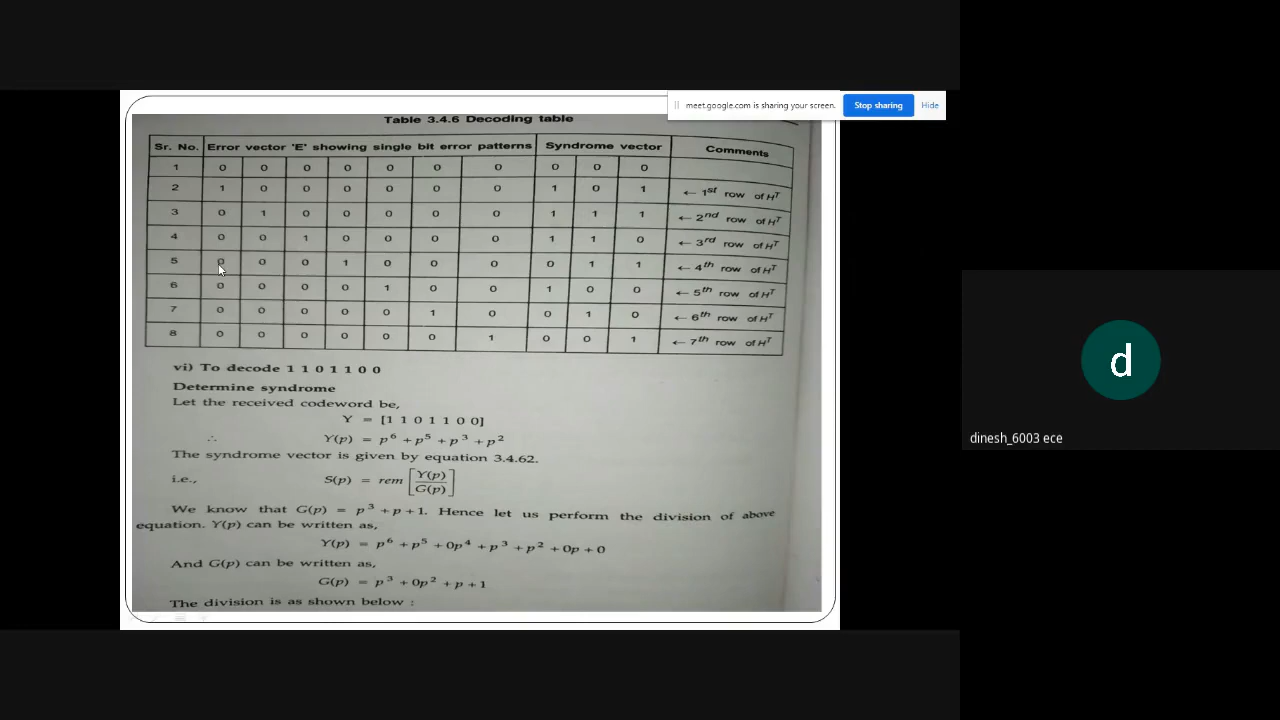 meet.google.com is sharing your screen. Stop sharing Hide
Table 3.4.6 Decoding table
Sr. No. Error vector 'E' showing single bit error patterns Syndrome vector Comments
1 0 0 0 0 0 0 0 0 0 0
2 1 0 0 0 0 0 0 1 0 1 ← 1st row of H^T
3 0 1 0 0 0 0 0 1 1 1 ← 2nd row of H^T
4 0 0 1 0 0 0 0 1 1 0 ← 3rd row of H^T
5 0 0 0 1 0 0 0 0 1 1 ← 4th row of H^T
6 0 0 0 0 1 0 0 1 0 0 ← 5th row of H^T
7 0 0 0 0 0 1 0 0 1 0 ← 6th row of H^T
8 0 0 0 0 0 0 1 0 0 1 ← 7th row of H^T
vi) To decode 1 1 0 1 1 0 0
Determine syndrome
Let the received codeword be,
Y = [1 1 0 1 1 0 0]
∴ Y(p) = p^6 + p^5 + p^3 + p^2
The syndrome vector is given by equation 3.4.62.
i.e., S(p) = rem [Y(p)/G(p)]
We know that G(p) = p^3 + p + 1. Hence let us perform the division of above
equation. Y(p) can be written as,
Y(p) = p^6 + p^5 + 0p^4 + p^3 + p^2 + 0p + 0
And G(p) can be written as,
G(p) = p^3 + 0p^2 + p + 1
The division is as shown below :
d
dinesh_6003 ece